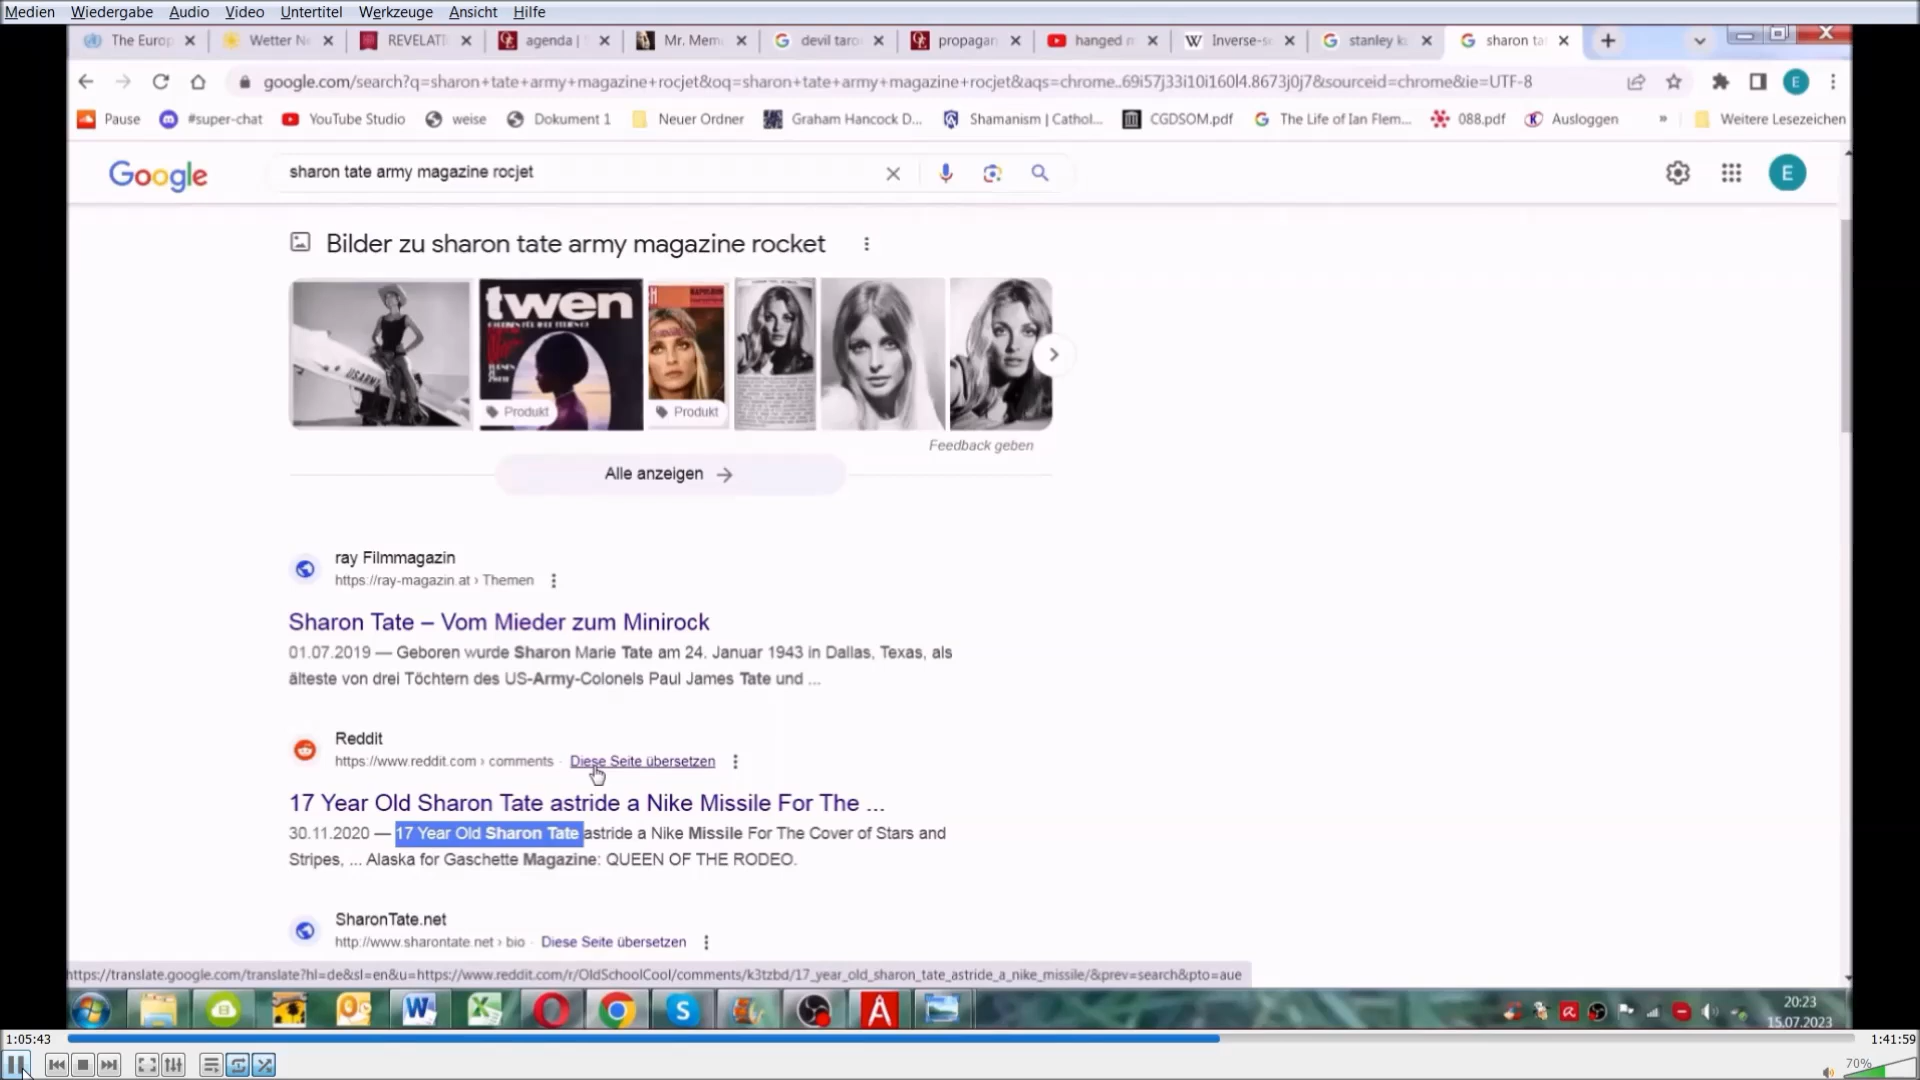 Medien Wiedergabe Audio Video Untertitel Werkzeuge Ansicht Hilfe
The Europ Wetter Ne REVELATI agenda | Mr. Mem devil taro propagan hanged m Inverse-s stanley k sharon ta
google.com/search?q=sharon+tate+army+magazine+rocjet&oq=sharon+tate+army+magazine+rocjet&aqs=chrome..69i57j33i10i160l4.8673j0j7&sourceid=chrome&ie=UTF-8 E
Pause #super-chat YouTube Studio weise Dokument 1 Neuer Ordner Graham Hancock D... Shamanism | Cathol... CGDSOM.pdf The Life of Ian Flem... 088.pdf Ausloggen » Weitere Lesezeichen
Google sharon tate army magazine rocjet E
Bilder zu sharon tate army magazine rocket
twen
US ARMY
Produkt Produkt
Feedback geben
Alle anzeigen
ray Filmmagazin
https://ray-magazin.at › Themen
Sharon Tate – Vom Mieder zum Minirock
01.07.2019 — Geboren wurde Sharon Marie Tate am 24. Januar 1943 in Dallas, Texas, als
älteste von drei Töchtern des US-Army-Colonels Paul James Tate und ...
Reddit
https://www.reddit.com › comments · Diese Seite übersetzen
17 Year Old Sharon Tate astride a Nike Missile For The ...
30.11.2020 — 17 Year Old Sharon Tate astride a Nike Missile For The Cover of Stars and
Stripes, ... Alaska for Gaschette Magazine: QUEEN OF THE RODEO.
SharonTate.net
http://www.sharontate.net › bio · Diese Seite übersetzen
https://translate.google.com/translate?hl=de&sl=en&u=https://www.reddit.com/r/OldSchoolCool/comments/k3tzbd/17_year_old_sharon_tate_astride_a_nike_missile/&prev=search&pto=aue
20:23
15.07.2023
1:05:43 1:41:59
70%